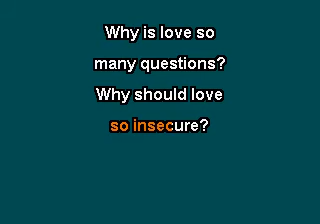 Why is love so
many questions?
Why should love
so insecure?